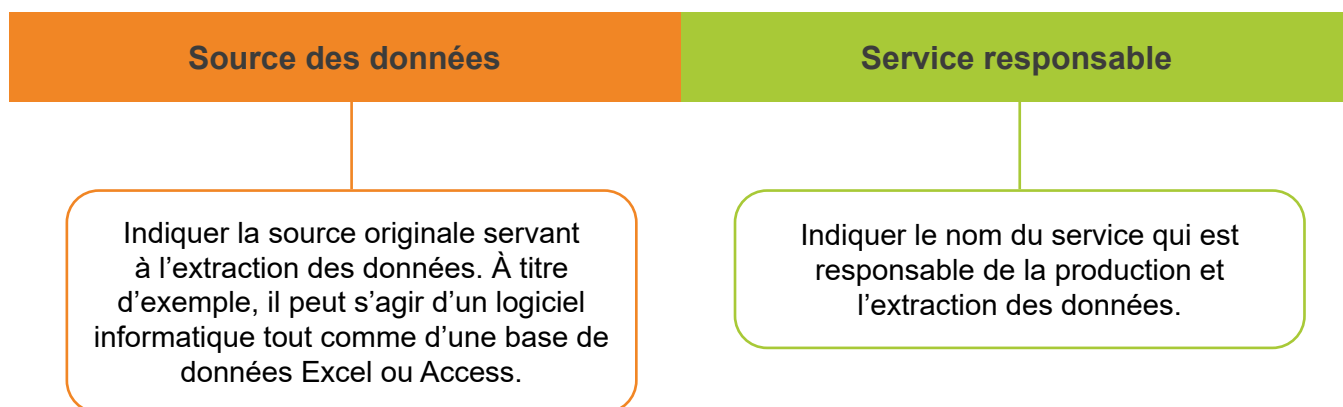 Source des données
Service responsable
Indiquer la source originale servant
à l’extraction des données. À titre
d’exemple, il peut s’agir d’un logiciel
informatique tout comme d’une base de
données Excel ou Access.
Indiquer le nom du service qui est
responsable de la production et
l’extraction des données.